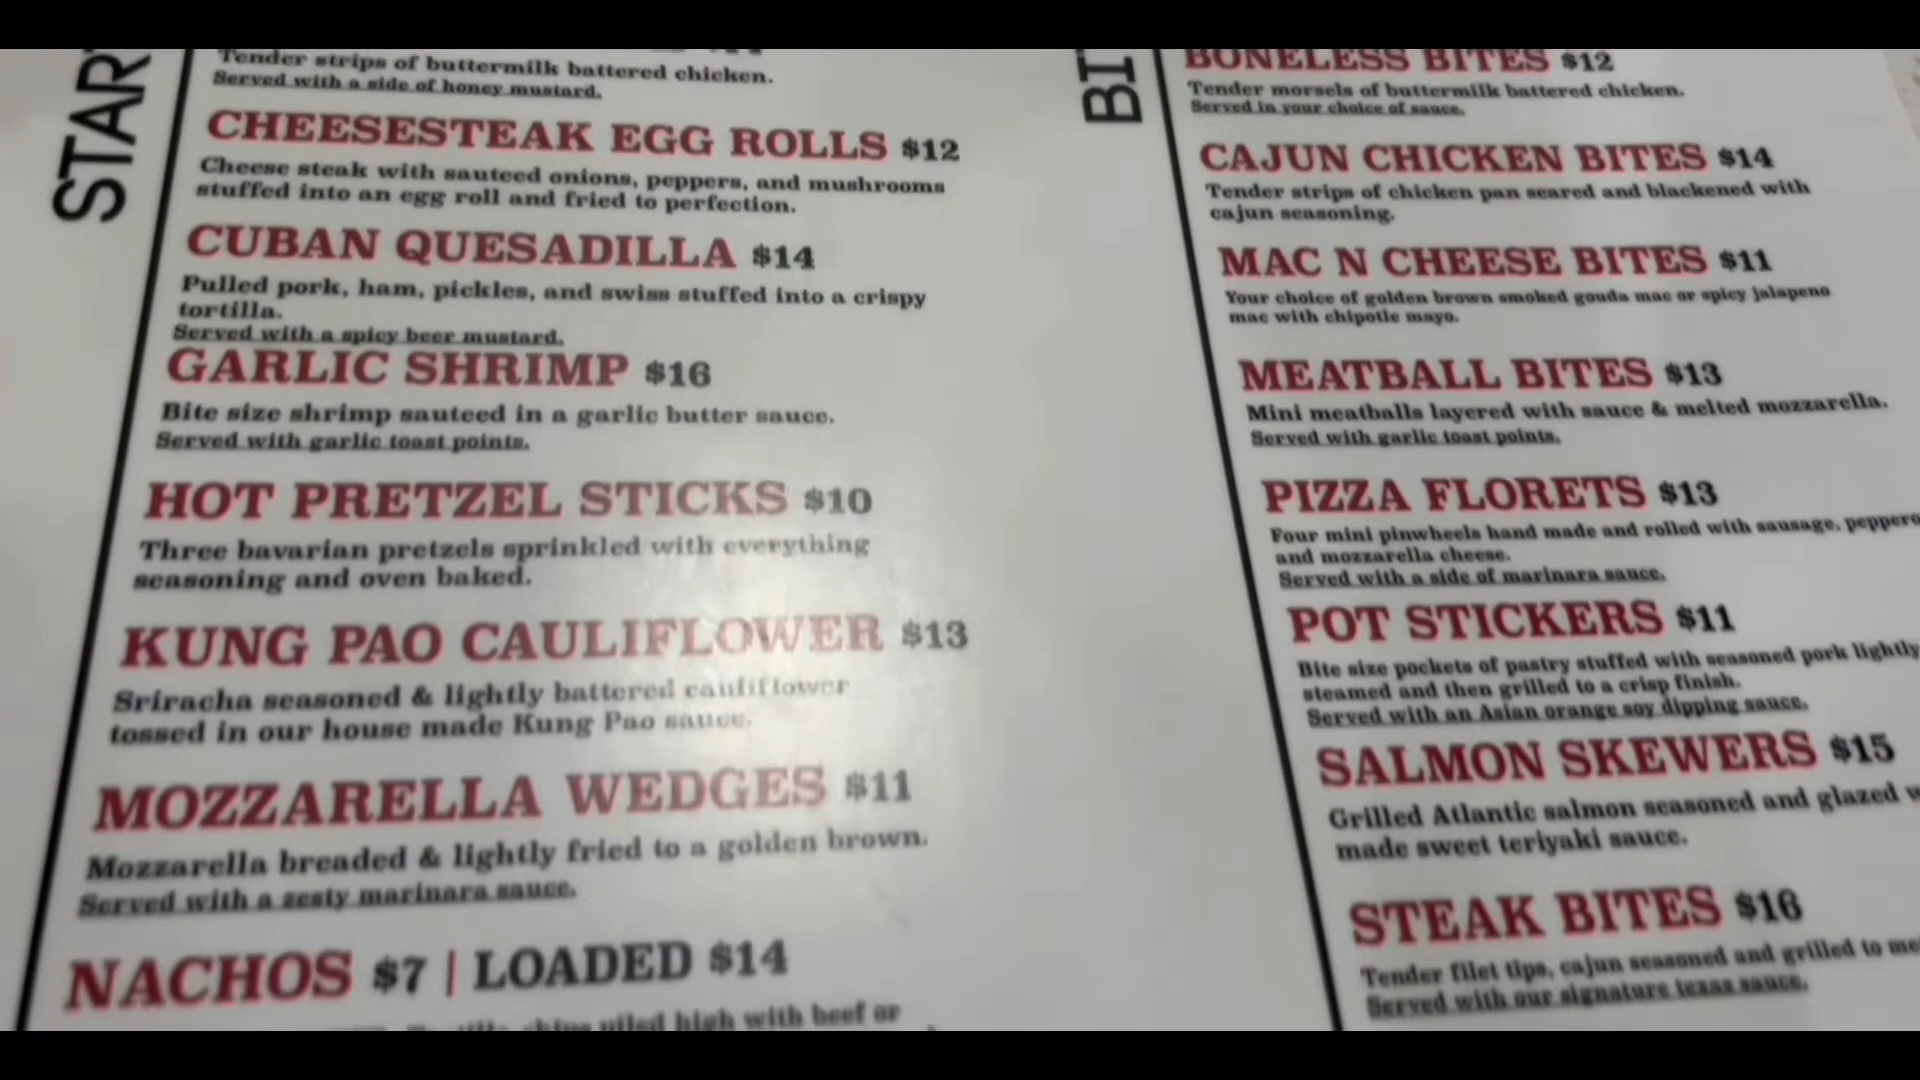 STAR
Tender strips of buttermilk battered chicken.
Served with a side of honey mustard.
CHEESESTEAK EGG ROLLS $12
Cheese steak with sauteed onions, peppers, and mushrooms
stuffed into an egg roll and fried to perfection.
CUBAN QUESADILLA $14
Pulled pork, ham, pickles, and swiss stuffed into a crispy
tortilla.
Served with a spicy beer mustard.
GARLIC SHRIMP $16
Bite size shrimp sauteed in a garlic butter sauce.
Served with garlic toast points.
HOT PRETZEL STICKS $10
Three bavarian pretzels sprinkled with everything
seasoning and oven baked.
KUNG PAO CAULIFLOWER $13
Sriracha seasoned & lightly battered cauliflower
tossed in our house made Kung Pao sauce.
MOZZARELLA WEDGES $11
Mozzarella breaded & lightly fried to a golden brown.
Served with a zesty marinara sauce.
NACHOS $7 | LOADED $14
chips piled high with beef or
BI
BONELESS BITES $12
Tender morsels of buttermilk battered chicken.
Served in your choice of sauce.
CAJUN CHICKEN BITES $14
Tender strips of chicken pan seared and blackened with
cajun seasoning.
MAC N CHEESE BITES $11
Your choice of golden brown smoked gouda mac or spicy jalapeno
mac with chipotle mayo.
MEATBALL BITES $13
Mini meatballs layered with sauce & melted mozzarella.
Served with garlic toast points.
PIZZA FLORETS $13
Four mini pinwheels hand made and rolled with sausage, peppero
and mozzarella cheese.
Served with a side of marinara sauce.
POT STICKERS $11
Bite size pockets of pastry stuffed with seasoned pork lightly
steamed and then grilled to a crisp finish.
Served with an Asian orange soy dipping sauce.
SALMON SKEWERS $15
Grilled Atlantic salmon seasoned and glazed w
made sweet teriyaki sauce.
STEAK BITES $16
Tender filet tips, cajun seasoned and grilled to me
Served with our signature texas sauce.